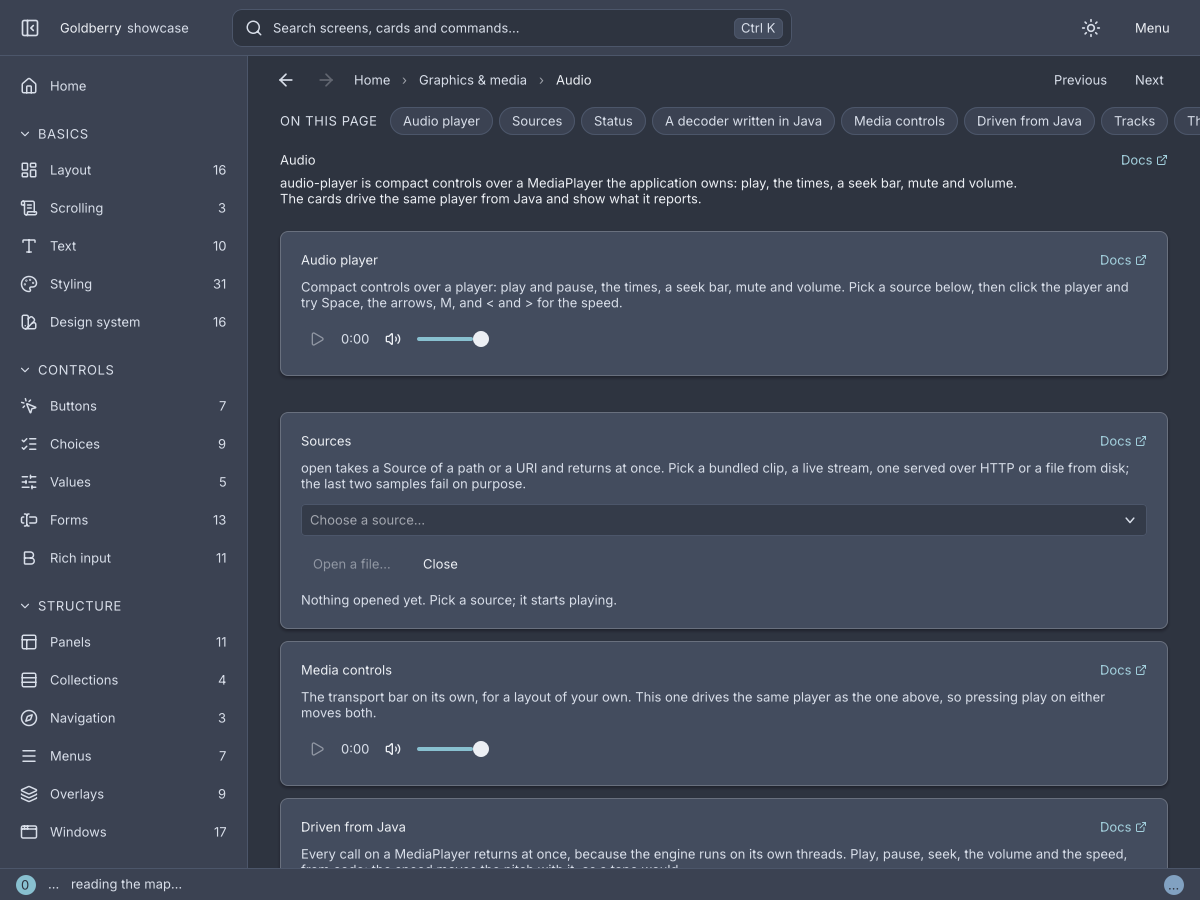 Goldberry showcase
Search screens, cards and commands...
Ctrl K
Menu
Home
BASICS
Layout 16
Scrolling 3
Text 10
Styling 31
Design system 16
CONTROLS
Buttons 7
Choices 9
Values 5
Forms 13
Rich input 11
STRUCTURE
Panels 11
Collections 4
Navigation 3
Menus 7
Overlays 9
Windows 17
Home › Graphics & media › Audio
Previous Next
ON THIS PAGE Audio player Sources Status A decoder written in Java Media controls Driven from Java Tracks
Audio Docs
audio-player is compact controls over a MediaPlayer the application owns: play, the times, a seek bar, mute and volume.
The cards drive the same player from Java and show what it reports.
Audio player Docs
Compact controls over a player: play and pause, the times, a seek bar, mute and volume. Pick a source below, then click the player and
try Space, the arrows, M, and < and > for the speed.
0:00
Sources Docs
open takes a Source of a path or a URI and returns at once. Pick a bundled clip, a live stream, one served over HTTP or a file from disk;
the last two samples fail on purpose.
Choose a source...
Open a file... Close
Nothing opened yet. Pick a source; it starts playing.
Media controls Docs
The transport bar on its own, for a layout of your own. This one drives the same player as the one above, so pressing play on either
moves both.
0:00
Driven from Java Docs
Every call on a MediaPlayer returns at once, because the engine runs on its own threads. Play, pause, seek, the volume and the speed,
0 ... reading the map... ...